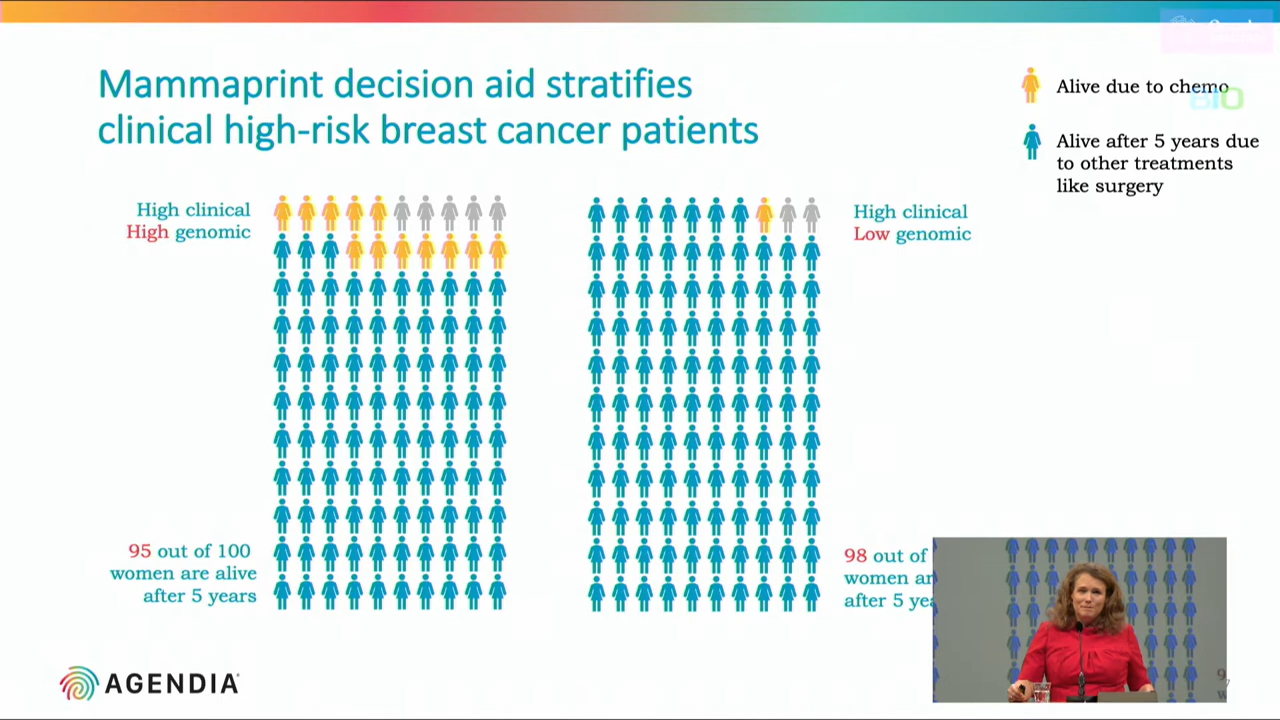 Mammaprint decision aid stratifies
clinical high-risk breast cancer patients
Alive due to chemo
BIO
Alive after 5 years due
to other treatments
like surgery
High clinical
High genomic
High clinical
Low genomic
95 out of 100
women are alive
after 5 years
98 out of
women
after 5
AGENDIA